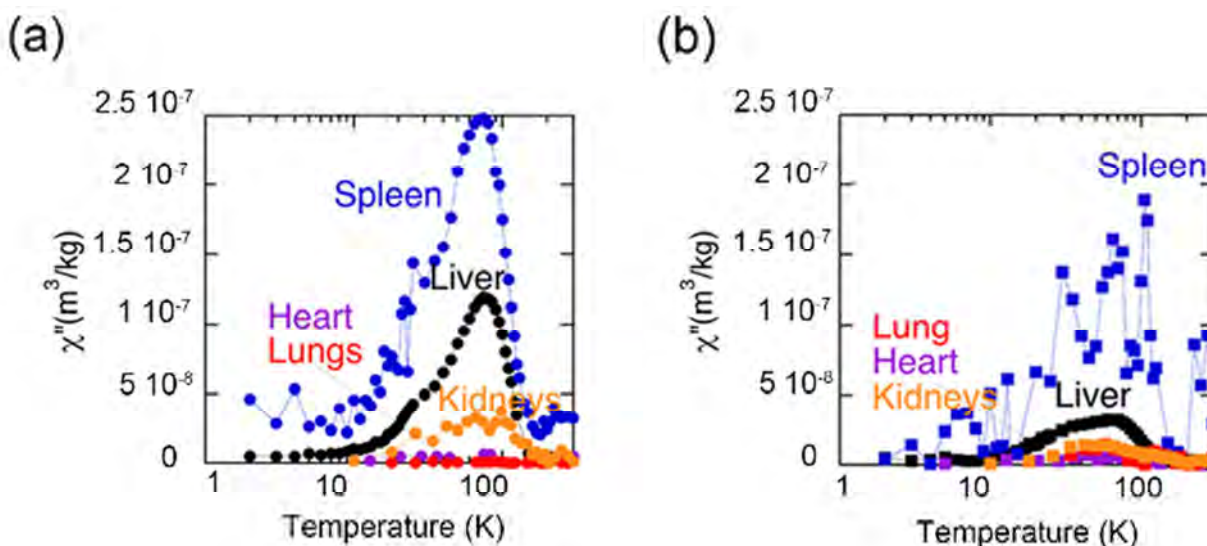 (a)
2.5 10⁻⁷
2 10⁻⁷
1.5 10⁻⁷
1 10⁻⁷
5 10⁻⁸
0
χ"(m³/kg)
Spleen
Liver
Heart
Lungs
Kidneys
1 10 100
Temperature (K)
(b)
2.5 10⁻⁷
2 10⁻⁷
1.5 10⁻⁷
1 10⁻⁷
5 10⁻⁸
0
χ"(m³/kg)
Spleen
Lung
Heart
Kidneys
Liver
1 10 100
Temperature (K)